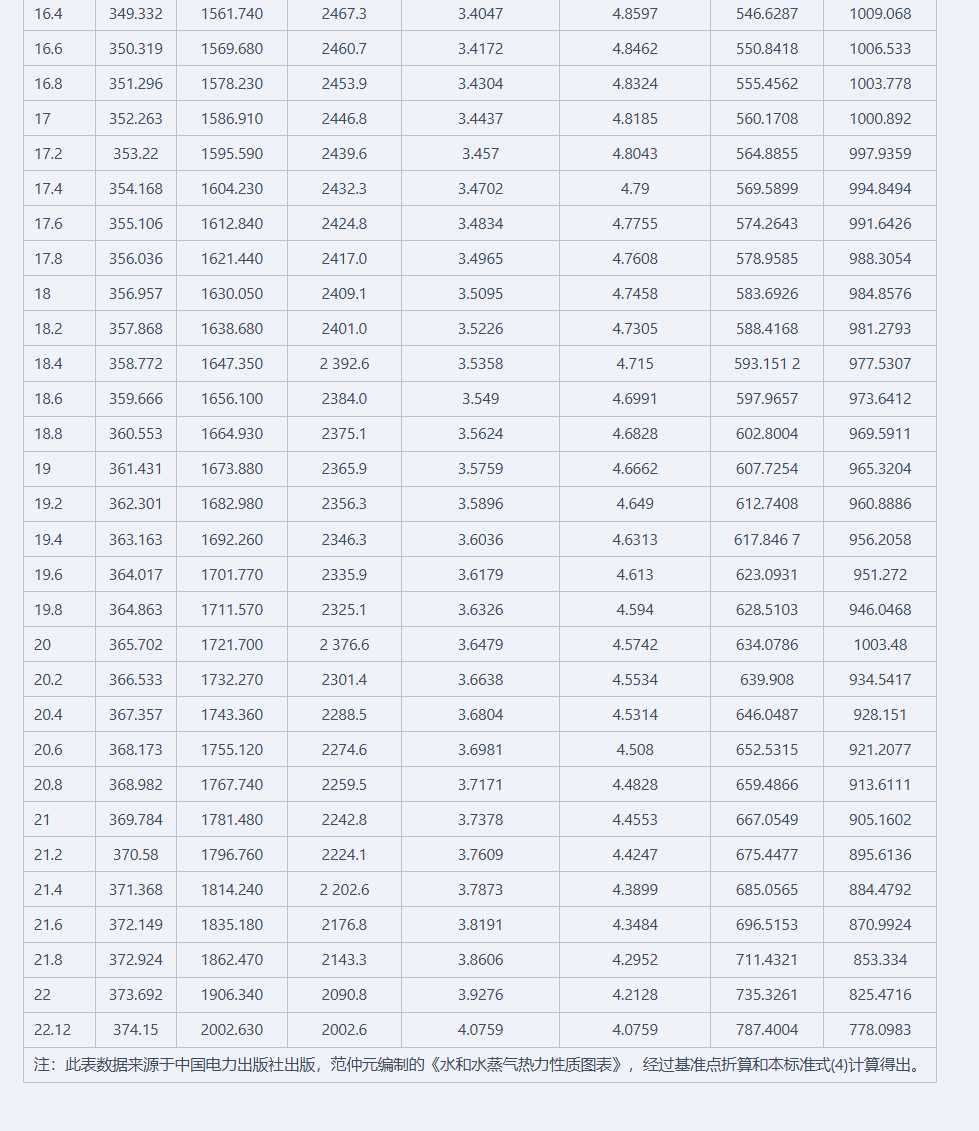 16.4 349.332 1561.740 2467.3 3.4047 4.8597 546.6287 1009.068
16.6 350.319 1569.680 2460.7 3.4172 4.8462 550.8418 1006.533
16.8 351.296 1578.230 2453.9 3.4304 4.8324 555.4562 1003.778
17 352.263 1586.910 2446.8 3.4437 4.8185 560.1708 1000.892
17.2 353.22 1595.590 2439.6 3.457 4.8043 564.8855 997.9359
17.4 354.168 1604.230 2432.3 3.4702 4.79 569.5899 994.8494
17.6 355.106 1612.840 2424.8 3.4834 4.7755 574.2643 991.6426
17.8 356.036 1621.440 2417.0 3.4965 4.7608 578.9585 988.3054
18 356.957 1630.050 2409.1 3.5095 4.7458 583.6926 984.8576
18.2 357.868 1638.680 2401.0 3.5226 4.7305 588.4168 981.2793
18.4 358.772 1647.350 2 392.6 3.5358 4.715 593.151 2 977.5307
18.6 359.666 1656.100 2384.0 3.549 4.6991 597.9657 973.6412
18.8 360.553 1664.930 2375.1 3.5624 4.6828 602.8004 969.5911
19 361.431 1673.880 2365.9 3.5759 4.6662 607.7254 965.3204
19.2 362.301 1682.980 2356.3 3.5896 4.649 612.7408 960.8886
19.4 363.163 1692.260 2346.3 3.6036 4.6313 617.846 7 956.2058
19.6 364.017 1701.770 2335.9 3.6179 4.613 623.0931 951.272
19.8 364.863 1711.570 2325.1 3.6326 4.594 628.5103 946.0468
20 365.702 1721.700 2 376.6 3.6479 4.5742 634.0786 1003.48
20.2 366.533 1732.270 2301.4 3.6638 4.5534 639.908 934.5417
20.4 367.357 1743.360 2288.5 3.6804 4.5314 646.0487 928.151
20.6 368.173 1755.120 2274.6 3.6981 4.508 652.5315 921.2077
20.8 368.982 1767.740 2259.5 3.7171 4.4828 659.4866 913.6111
21 369.784 1781.480 2242.8 3.7378 4.4553 667.0549 905.1602
21.2 370.58 1796.760 2224.1 3.7609 4.4247 675.4477 895.6136
21.4 371.368 1814.240 2 202.6 3.7873 4.3899 685.0565 884.4792
21.6 372.149 1835.180 2176.8 3.8191 4.3484 696.5153 870.9924
21.8 372.924 1862.470 2143.3 3.8606 4.2952 711.4321 853.334
22 373.692 1906.340 2090.8 3.9276 4.2128 735.3261 825.4716
22.12 374.15 2002.630 2002.6 4.0759 4.0759 787.4004 778.0983
注：此表数据来源于中国电力出版社出版，范仲元编制的《水和水蒸气热力性质图表》，经过基准点折算和本标准式(4)计算得出。